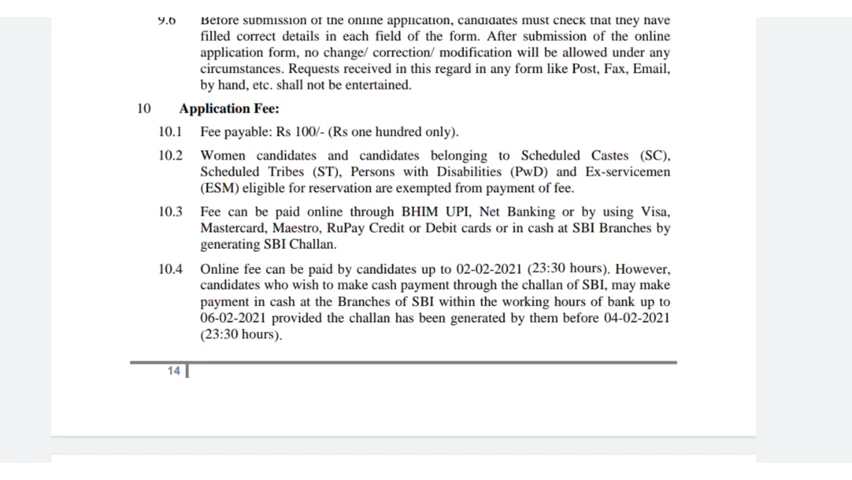 9.6 Before submission of the online application, candidates must check that they have
filled correct details in each field of the form. After submission of the online
application form, no change/ correction/ modification will be allowed under any
circumstances. Requests received in this regard in any form like Post, Fax, Email,
by hand, etc. shall not be entertained.
10 Application Fee:
10.1 Fee payable: Rs 100/- (Rs one hundred only).
10.2 Women candidates and candidates belonging to Scheduled Castes (SC),
Scheduled Tribes (ST), Persons with Disabilities (PwD) and Ex-servicemen
(ESM) eligible for reservation are exempted from payment of fee.
10.3 Fee can be paid online through BHIM UPI, Net Banking or by using Visa,
Mastercard, Maestro, RuPay Credit or Debit cards or in cash at SBI Branches by
generating SBI Challan.
10.4 Online fee can be paid by candidates up to 02-02-2021 (23:30 hours). However,
candidates who wish to make cash payment through the challan of SBI, may make
payment in cash at the Branches of SBI within the working hours of bank up to
06-02-2021 provided the challan has been generated by them before 04-02-2021
(23:30 hours).
14